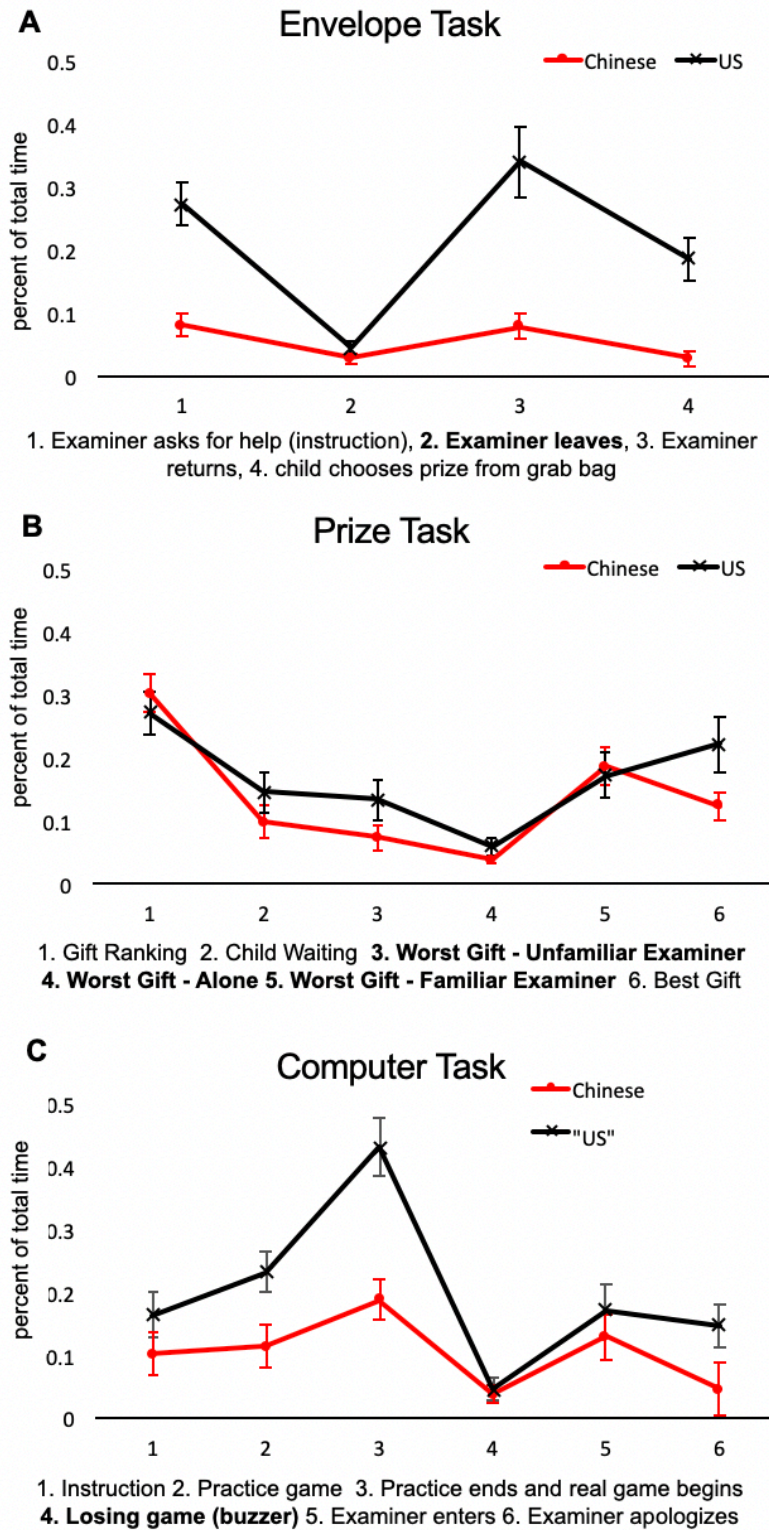 A
Envelope Task
Chinese US
percent of total time
0.5
0.4
0.3
0.2
0.1
0
1 2 3 4
1. Examiner asks for help (instruction), 2. Examiner leaves, 3. Examiner
returns, 4. child chooses prize from grab bag
B
Prize Task
Chinese US
percent of total time
0.5
0.4
0.3
0.2
0.1
0
1 2 3 4 5 6
1. Gift Ranking 2. Child Waiting 3. Worst Gift - Unfamiliar Examiner
4. Worst Gift - Alone 5. Worst Gift - Familiar Examiner 6. Best Gift
C
Computer Task
Chinese
"US"
percent of total time
0.5
0.4
0.3
0.2
0.1
0
1 2 3 4 5 6
1. Instruction 2. Practice game 3. Practice ends and real game begins
4. Losing game (buzzer) 5. Examiner enters 6. Examiner apologizes